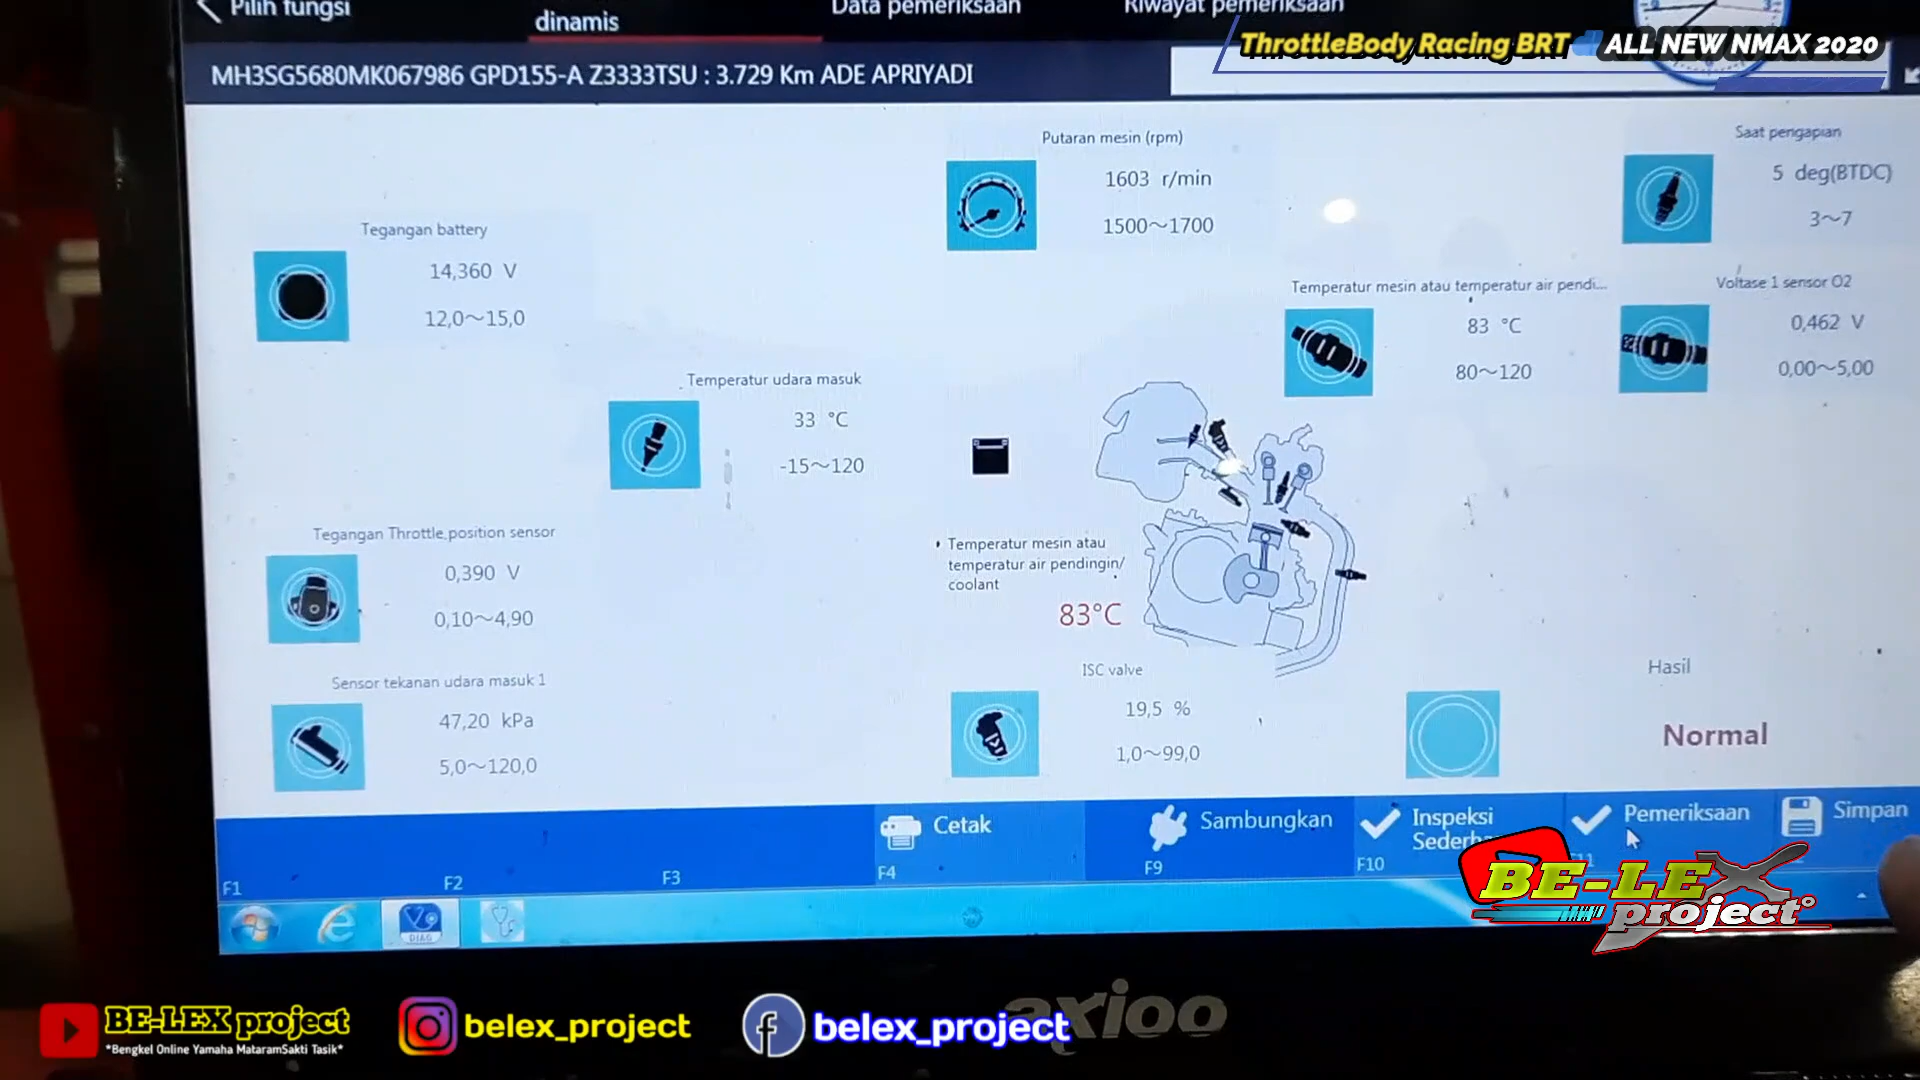 Pilih fungsi
dinamis
Data pemeriksaan
Riwayat pemeriksaan
ThrottleBody Racing BRT ALL NEW NMAX 2020
MH3SG5680MK067986 GPD155-A Z3333TSU : 3.729 Km ADE APRIYADI
Putaran mesin (rpm)
1603 r/min
1500~1700
Saat pengapian
5 deg(BTDC)
3~7
Tegangan battery
14,360 V
12,0~15,0
Temperatur mesin atau temperatur air pendi...
83 °C
80~120
Voltase 1 sensor O2
0,462 V
0,00~5,00
Temperatur udara masuk
33 °C
-15~120
Tegangan Throttle position sensor
0,390 V
0,10~4,90
Temperatur mesin atau
temperatur air pendingin/
coolant
83°C
Sensor tekanan udara masuk 1
47,20 kPa
5,0~120,0
ISC valve
19,5 %
1,0~99,0
Hasil
Normal
F1
F2
F3
Cetak
F4
Sambungkan
F9
Inspeksi
F10
Pemeriksaan
Simpan
DIAG
BE-LEX
project
axioo
BE-LEX project
*Bengkel Online Yamaha MataramSakti Tasik*
belex_project
belex_project